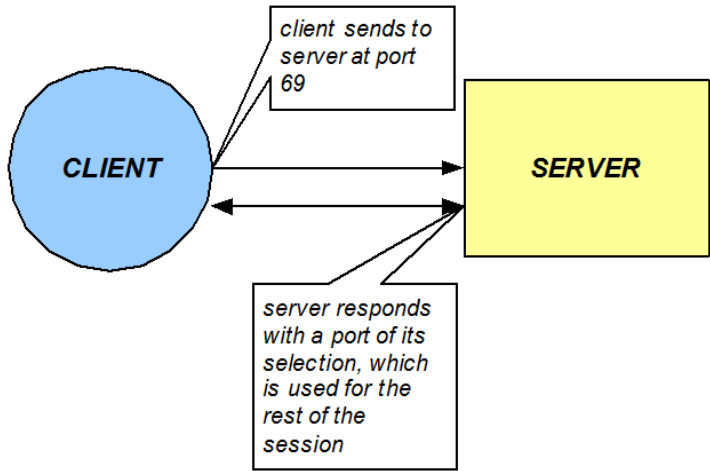 client sends to
server at port
69
CLIENT
SERVER
server responds
with a port of its
selection, which
is used for the
rest of the
session